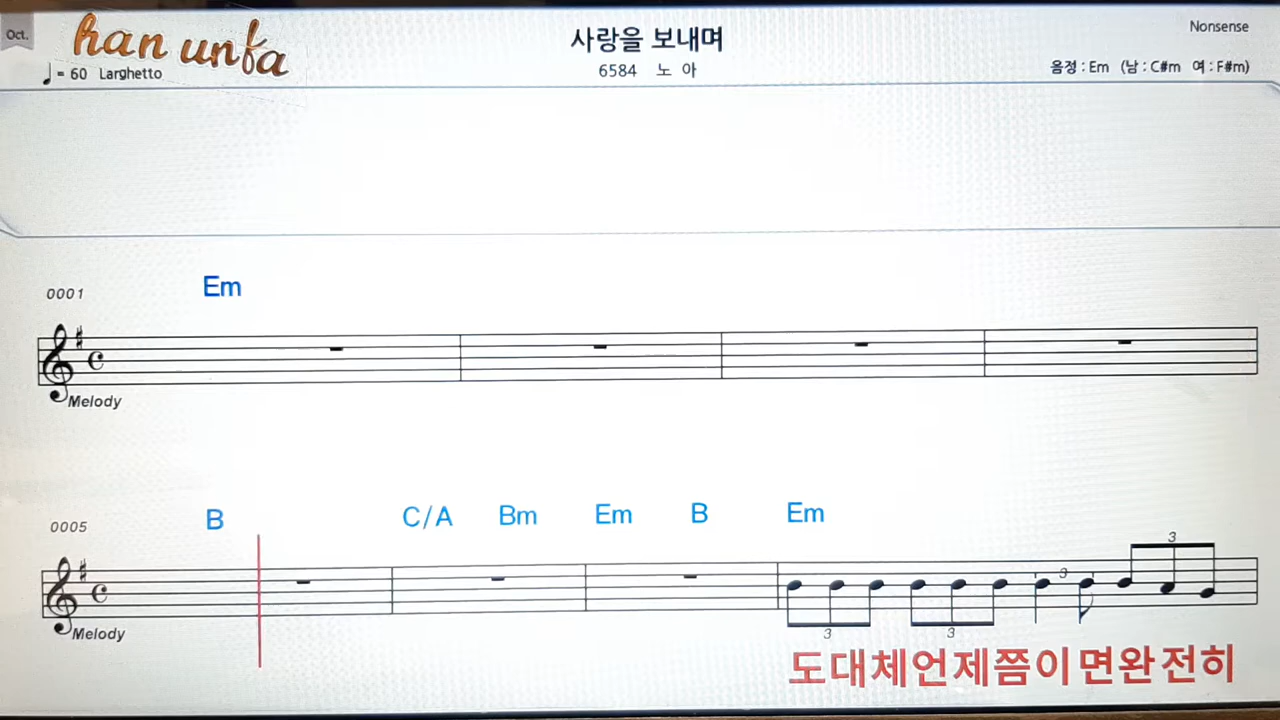 Oct.
han unfa
= 60 Larghetto
사랑을 보내며
6584 노 아
Nonsense
음정 : Em (남 : C#m 여 : F#m)
0001
Em
Melody
0005
B C/A Bm Em B Em
3
3
Melody
3 3
도대체언제쯤이면완전히